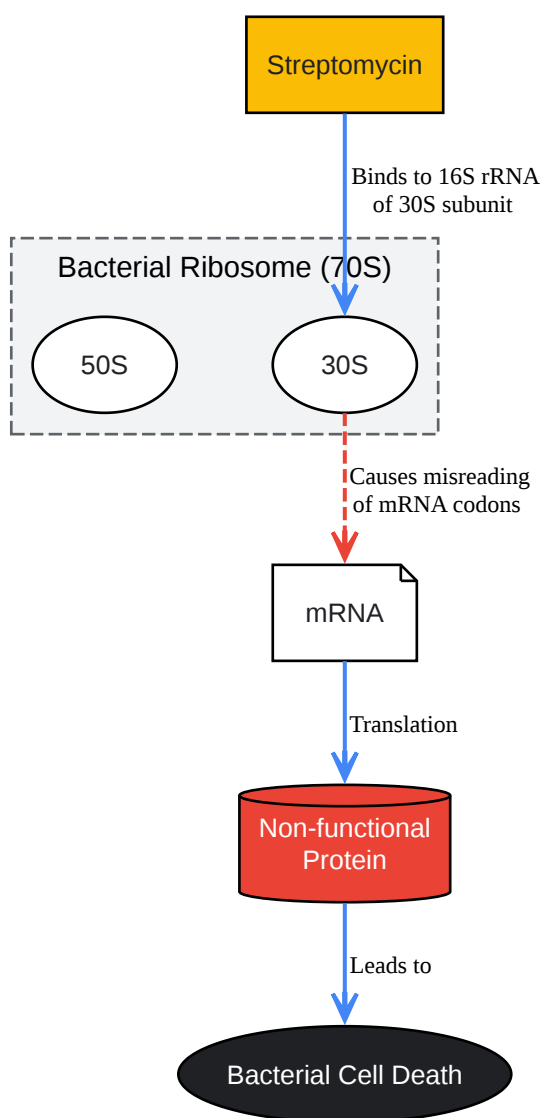 Streptomycin
Binds to 16S rRNA
of 30S subunit
Bacterial Ribosome (70S)
50S
30S
Causes misreading
of mRNA codons
mRNA
Translation
Non-functional
Protein
Leads to
Bacterial Cell Death